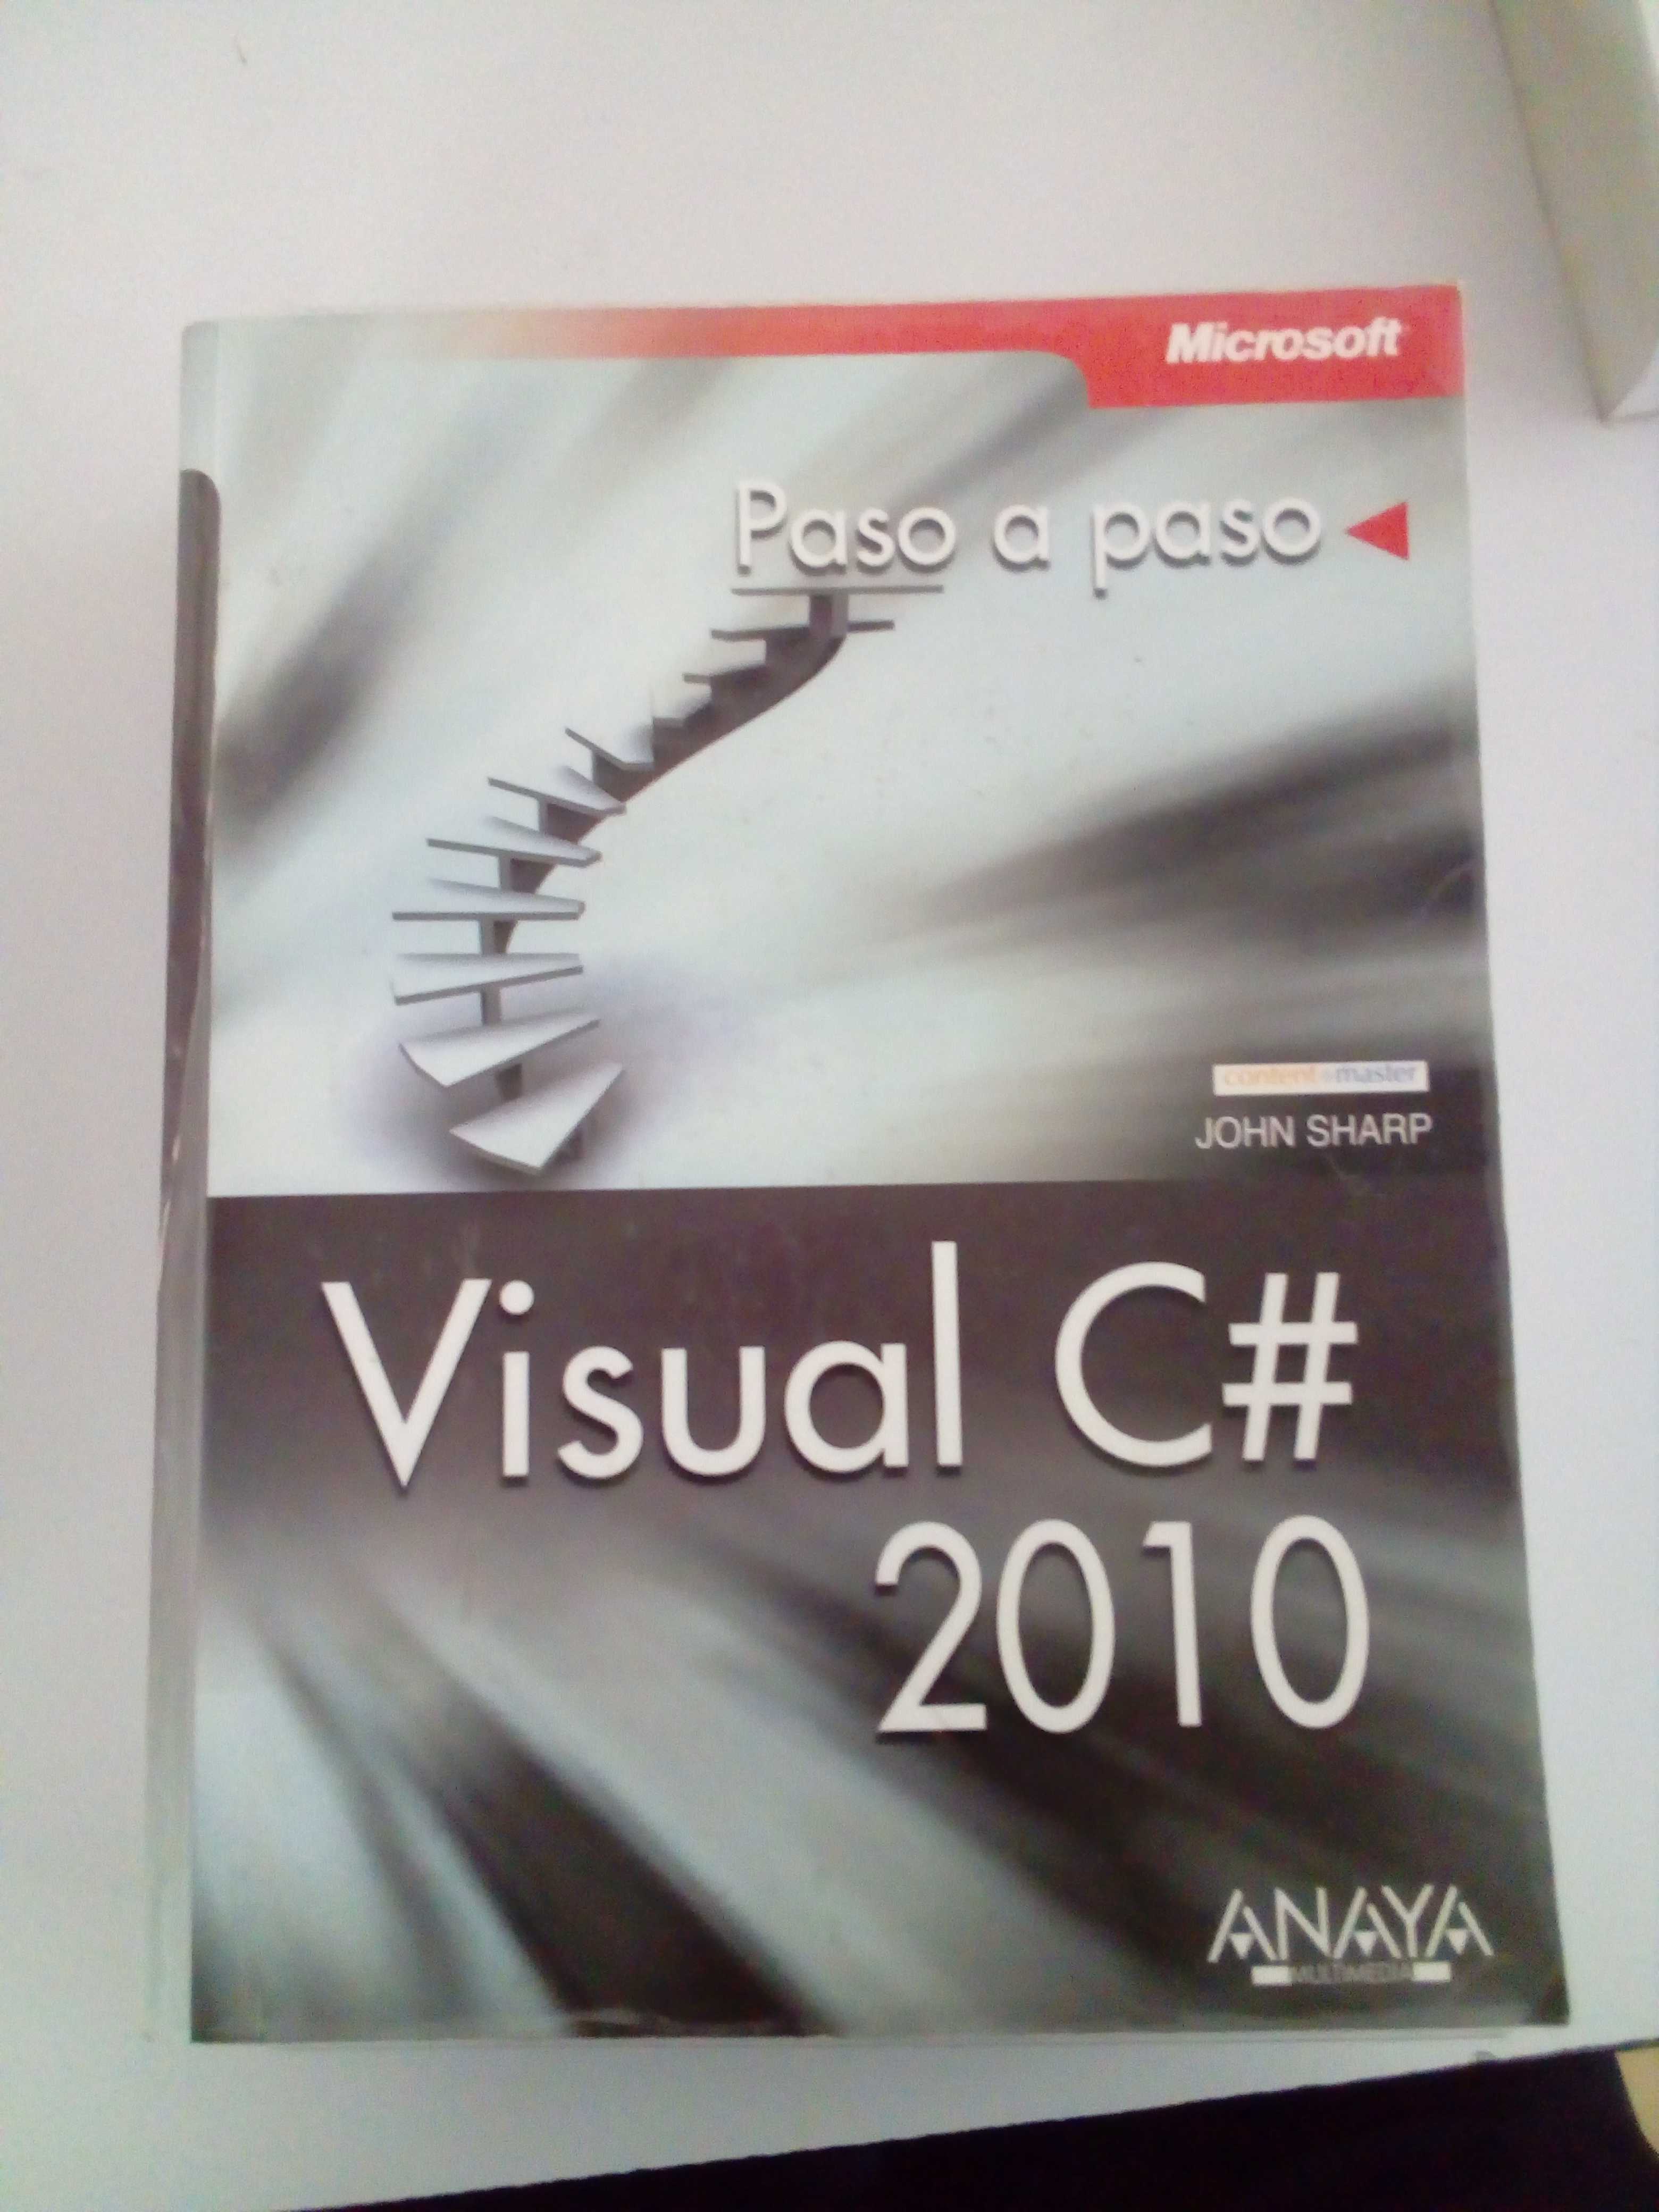 Microsoft
Paso a paso
content master
JOHN SHARP
Visual C#
2010
ANAYA
MULTIMEDIA